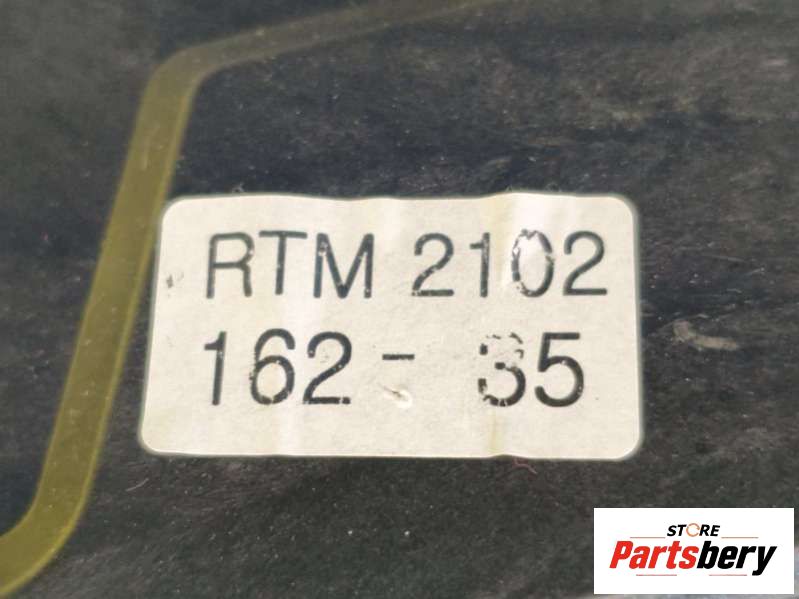 RTM 2102
162- 35
STORE
Partsbery